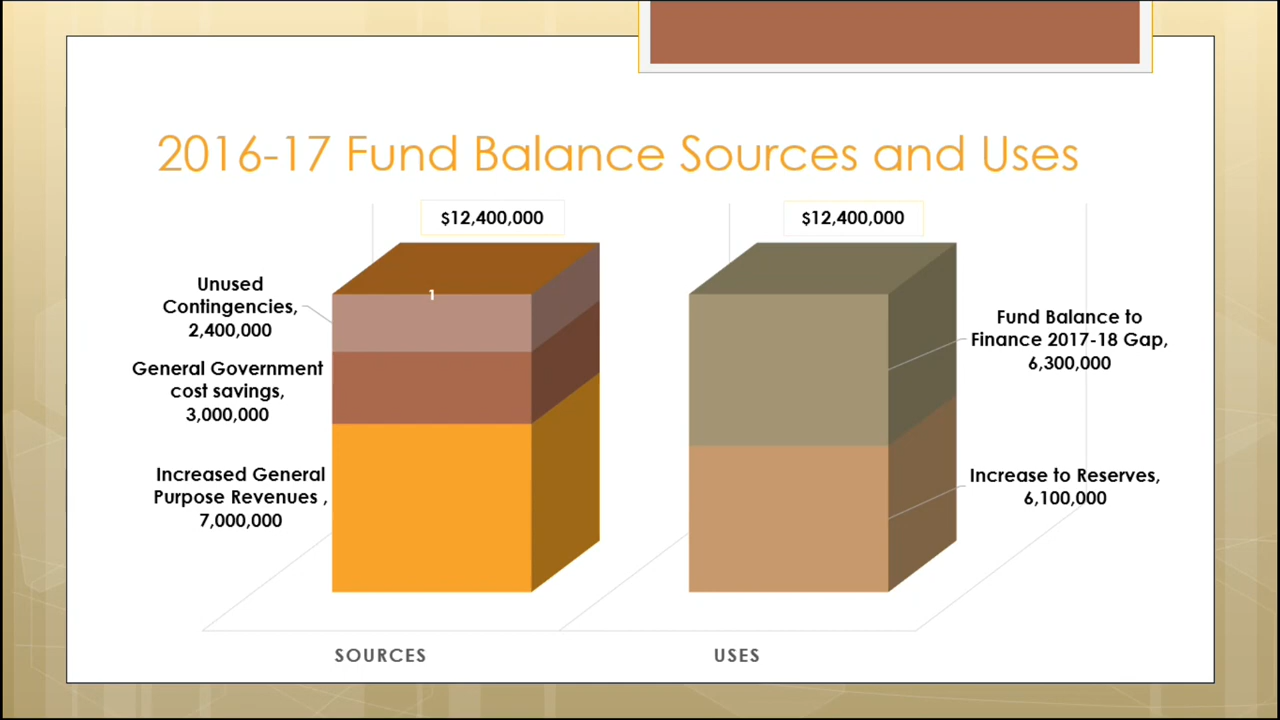 2016-17 Fund Balance Sources and Uses
$12,400,000
$12,400,000
1
Unused
Contingencies,
2,400,000
General Government
cost savings,
3,000,000
Increased General
Purpose Revenues ,
7,000,000
Fund Balance to
Finance 2017-18 Gap,
6,300,000
Increase to Reserves,
6,100,000
SOURCES
USES